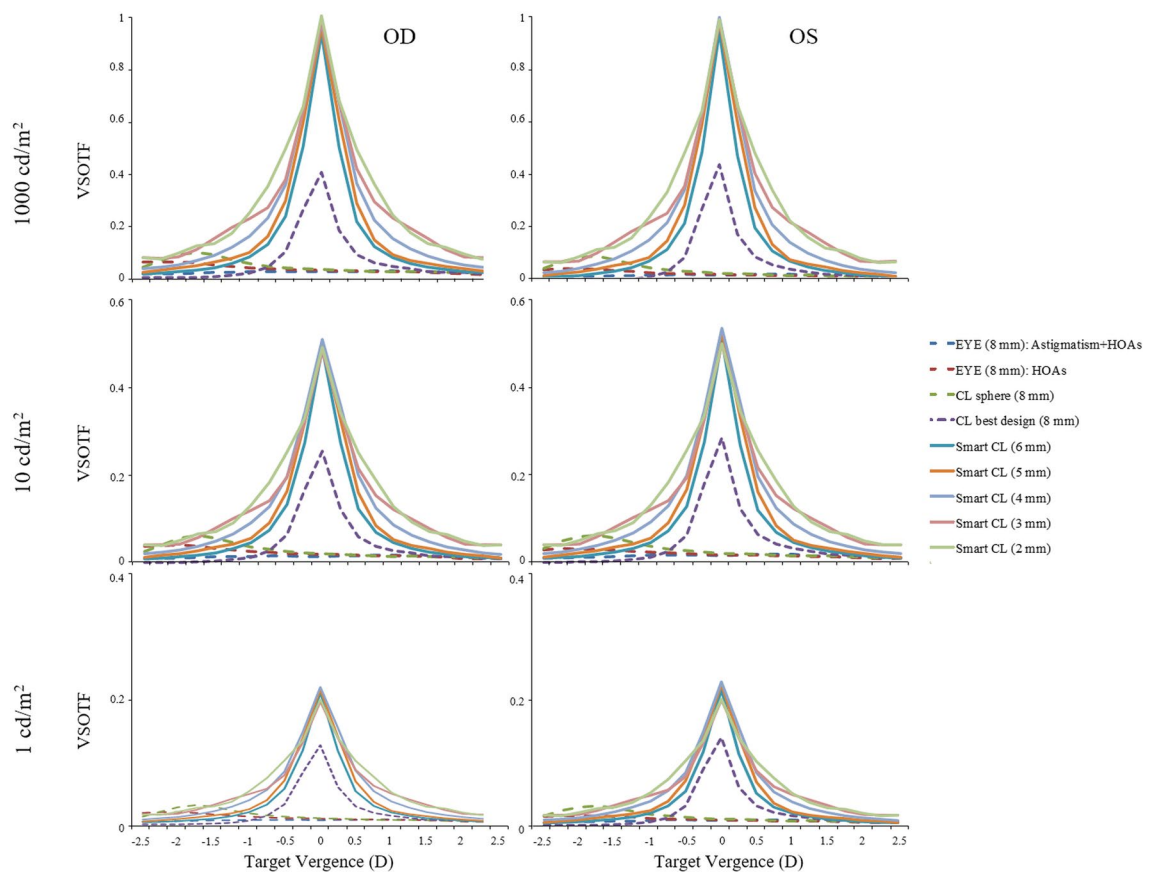 OD
OS
1000 cd/m²
VSOTF
1
0.8
0.6
0.4
0.2
0
1
0.8
0.6
0.4
0.2
0
10 cd/m²
VSOTF
0.6
0.4
0.2
0
0.6
0.4
0.2
0
EYE (8 mm): Astigmatism+HOAs
EYE (8 mm): HOAs
CL sphere (8 mm)
CL best design (8 mm)
Smart CL (6 mm)
Smart CL (5 mm)
Smart CL (4 mm)
Smart CL (3 mm)
Smart CL (2 mm)
1 cd/m²
VSOTF
0.4
0.2
0
0.4
0.2
0
-2.5 -2 -1.5 -1 -0.5 0 0.5 1 1.5 2 2.5
-2.5 -2 -1.5 -1 -0.5 0 0.5 1 1.5 2 2.5
Target Vergence (D)
Target Vergence (D)